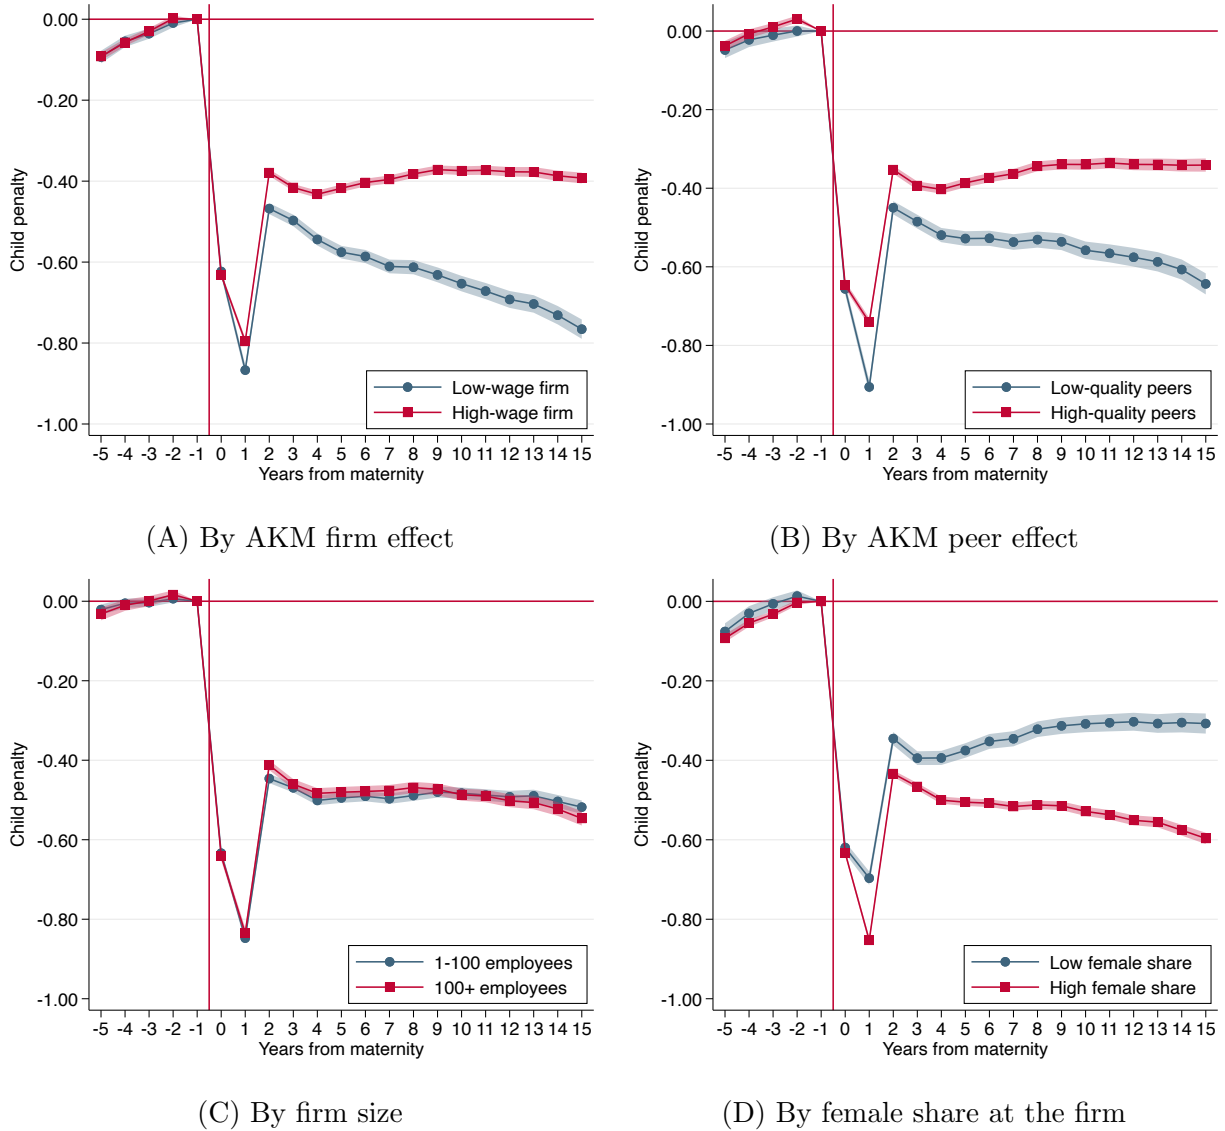 0.00
-0.20
-0.40
-0.60
-0.80
-1.00
Child penalty
-5 -4 -3 -2 -1 0 1 2 3 4 5 6 7 8 9 10 11 12 13 14 15
Years from maternity
Low-wage firm
High-wage firm
(A) By AKM firm effect
0.00
-0.20
-0.40
-0.60
-0.80
-1.00
Child penalty
-5 -4 -3 -2 -1 0 1 2 3 4 5 6 7 8 9 10 11 12 13 14 15
Years from maternity
Low-quality peers
High-quality peers
(B) By AKM peer effect
0.00
-0.20
-0.40
-0.60
-0.80
-1.00
Child penalty
-5 -4 -3 -2 -1 0 1 2 3 4 5 6 7 8 9 10 11 12 13 14 15
Years from maternity
1-100 employees
100+ employees
(C) By firm size
0.00
-0.20
-0.40
-0.60
-0.80
-1.00
Child penalty
-5 -4 -3 -2 -1 0 1 2 3 4 5 6 7 8 9 10 11 12 13 14 15
Years from maternity
Low female share
High female share
(D) By female share at the firm